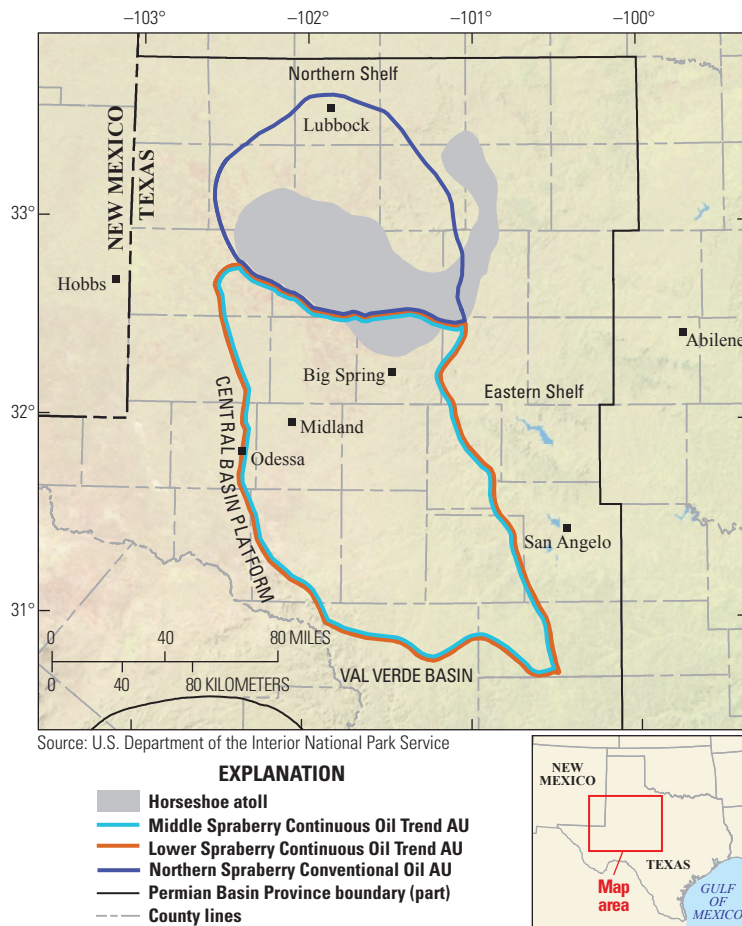 –103°
–102°
–101°
–100°
Northern Shelf
Lubbock
NEW MEXICO
TEXAS
33°
Hobbs
Abilene
Big Spring
Eastern Shelf
32°
CENTRAL BASIN PLATFORM
Midland
Odessa
San Angelo
31°
0 40 80 MILES
0 40 80 KILOMETERS
VAL VERDE BASIN
Source: U.S. Department of the Interior National Park Service
EXPLANATION
Horseshoe atoll
Middle Spraberry Continuous Oil Trend AU
Lower Spraberry Continuous Oil Trend AU
Northern Spraberry Conventional Oil AU
Permian Basin Province boundary (part)
County lines
NEW
MEXICO
TEXAS
Map
area
GULF
OF
MEXICO